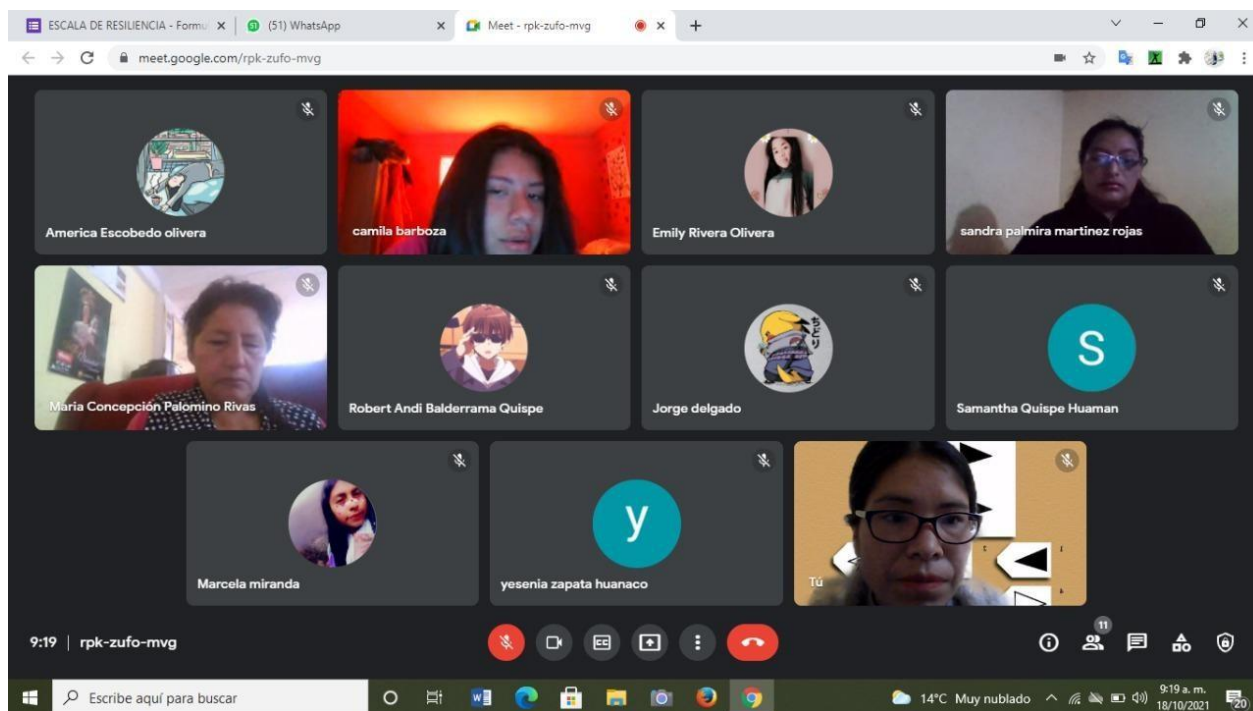 ESCALA DE RESILIENCIA - Formu
(51) WhatsApp
Meet - rpk-zufo-mvg
meet.google.com/rpk-zufo-mvg
America Escobedo olivera
camila barboza
Emily Rivera Olivera
sandra palmira martinez rojas
Maria Concepción Palomino Rivas
Robert Andi Balderrama Quispe
Jorge delgado
S
Samantha Quispe Huaman
Marcela miranda
y
yesenia zapata huanaco
Tú
9:19 | rpk-zufo-mvg
CC
11
Escribe aquí para buscar
14°C Muy nublado
9:19 a. m.
18/10/2021
20